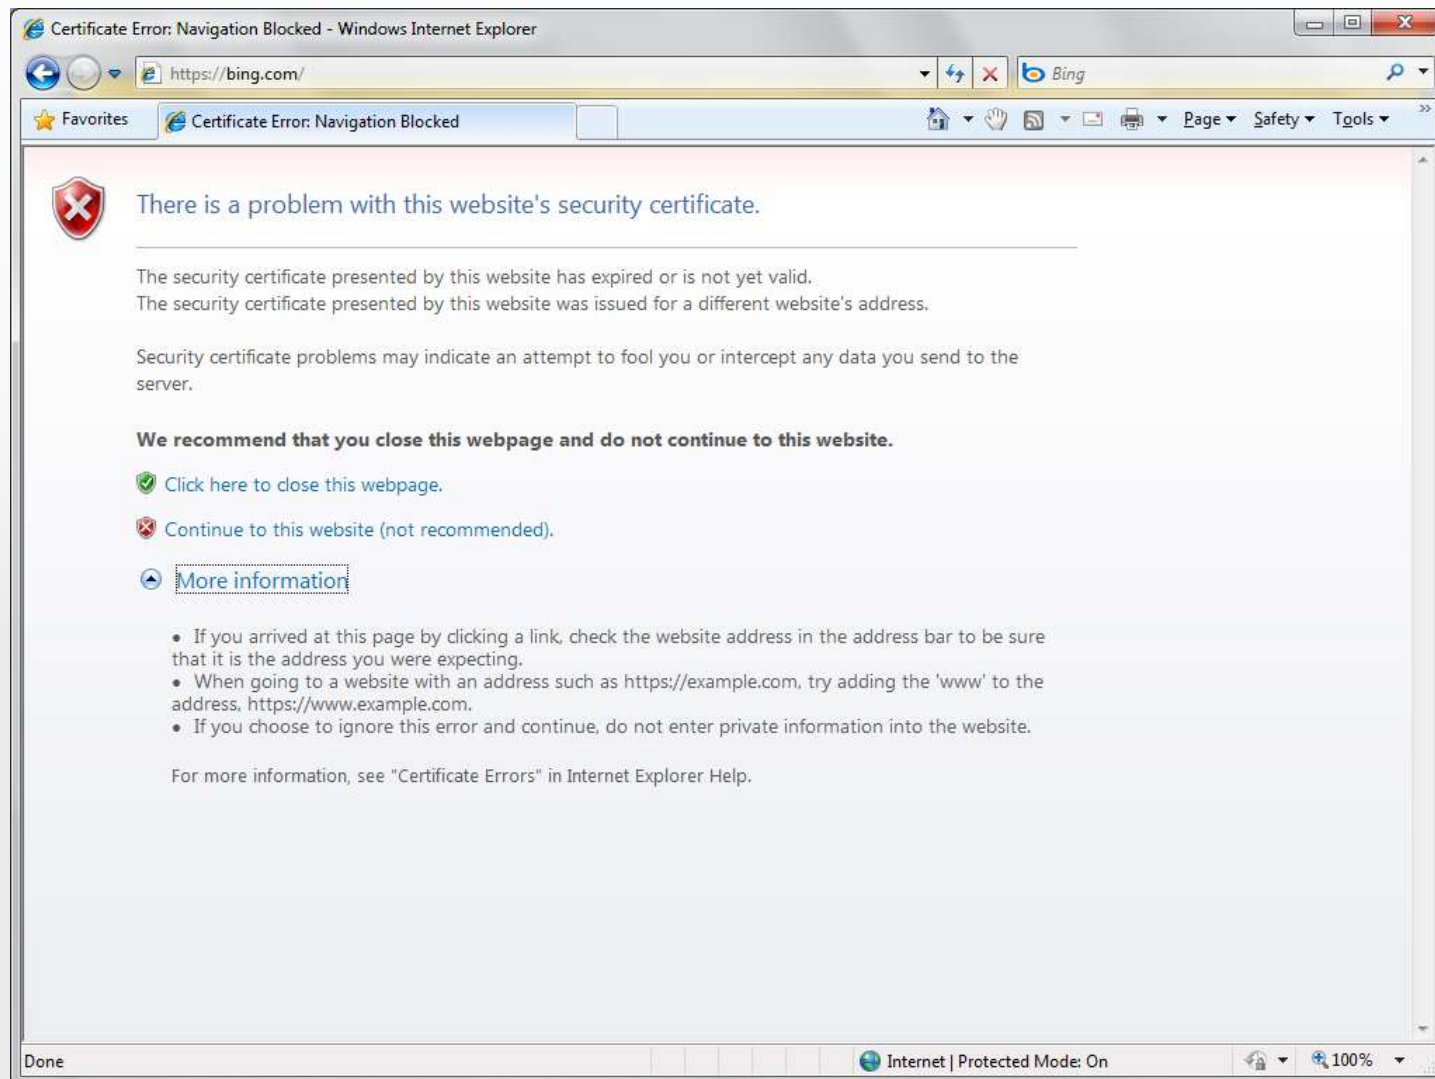 Certificate Error: Navigation Blocked - Windows Internet Explorer
https://bing.com/
Bing
Favorites
Certificate Error: Navigation Blocked
Page Safety Tools
There is a problem with this website's security certificate.
The security certificate presented by this website has expired or is not yet valid.
The security certificate presented by this website was issued for a different website's address.
Security certificate problems may indicate an attempt to fool you or intercept any data you send to the
server.
We recommend that you close this webpage and do not continue to this website.
Click here to close this webpage.
Continue to this website (not recommended).
More information
• If you arrived at this page by clicking a link, check the website address in the address bar to be sure
that it is the address you were expecting.
• When going to a website with an address such as https://example.com, try adding the 'www' to the
address, https://www.example.com.
• If you choose to ignore this error and continue, do not enter private information into the website.
For more information, see "Certificate Errors" in Internet Explorer Help.
Done
Internet | Protected Mode: On
100%